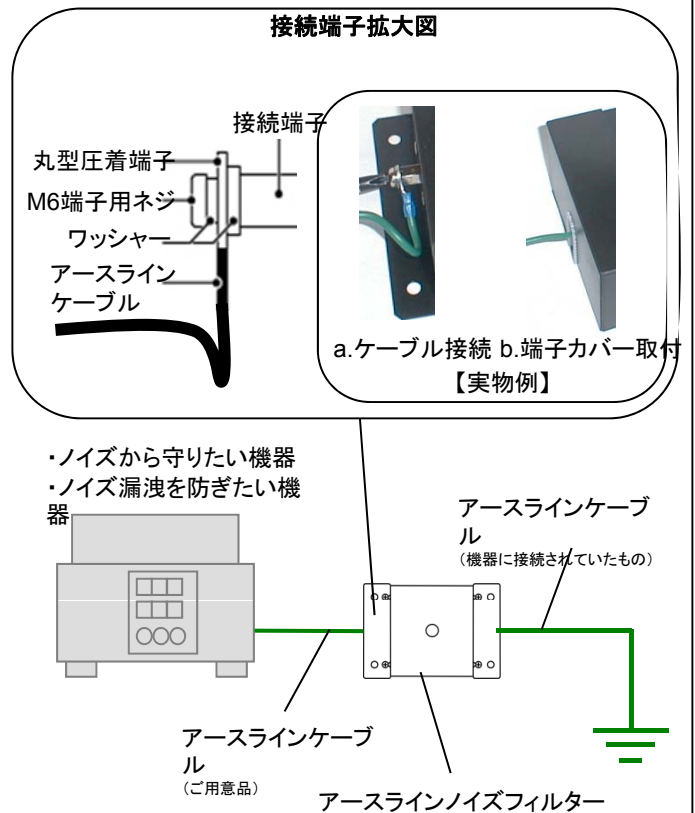 接続端子拡大図
接続端子
丸型圧着端子
M6端子用ネジ
ワッシャー
アースライン
ケーブル
a.ケーブル接続 b.端子カバー取付
【実物例】
・ノイズから守りたい機器
・ノイズ漏洩を防ぎたい機
器
アースラインケーブ
ル
（機器に接続されていたもの）
アースラインケーブ
ル
（ご用意品）
アースラインノイズフィルター